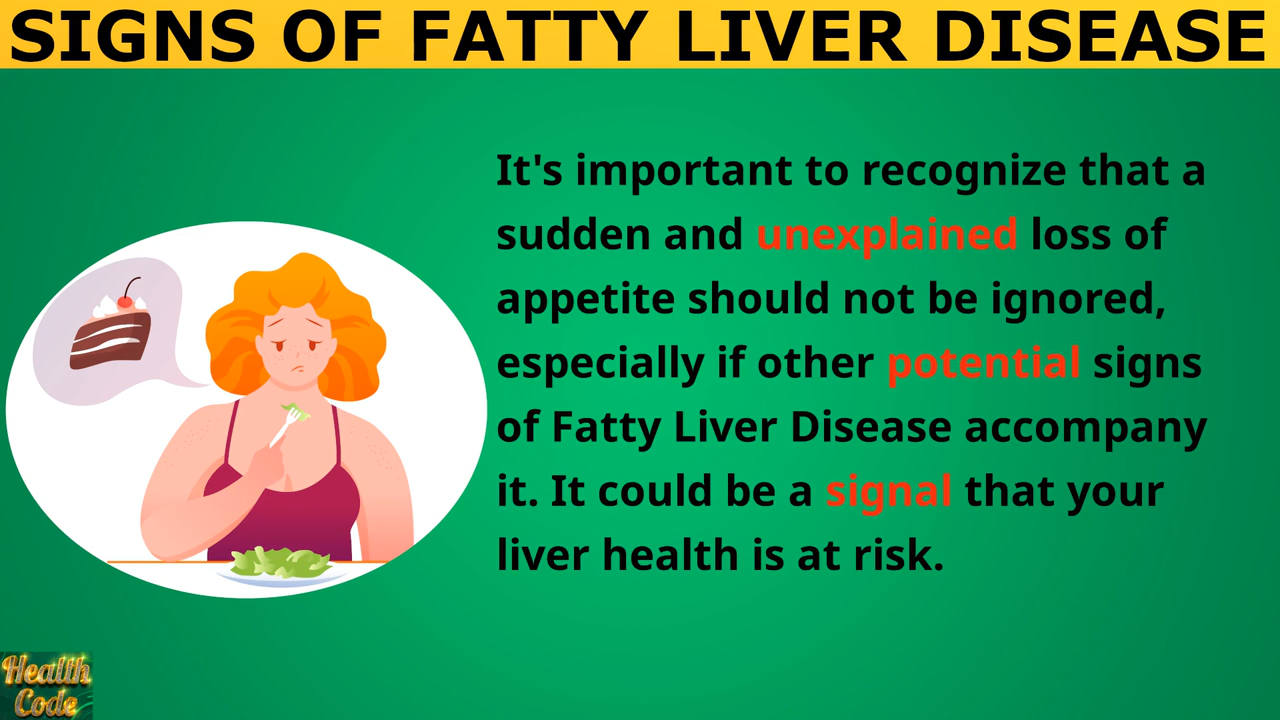 SIGNS OF FATTY LIVER DISEASE
It's important to recognize that a
sudden and unexplained loss of
appetite should not be ignored,
especially if other potential signs
of Fatty Liver Disease accompany
it. It could be a signal that your
liver health is at risk.
Health
Code